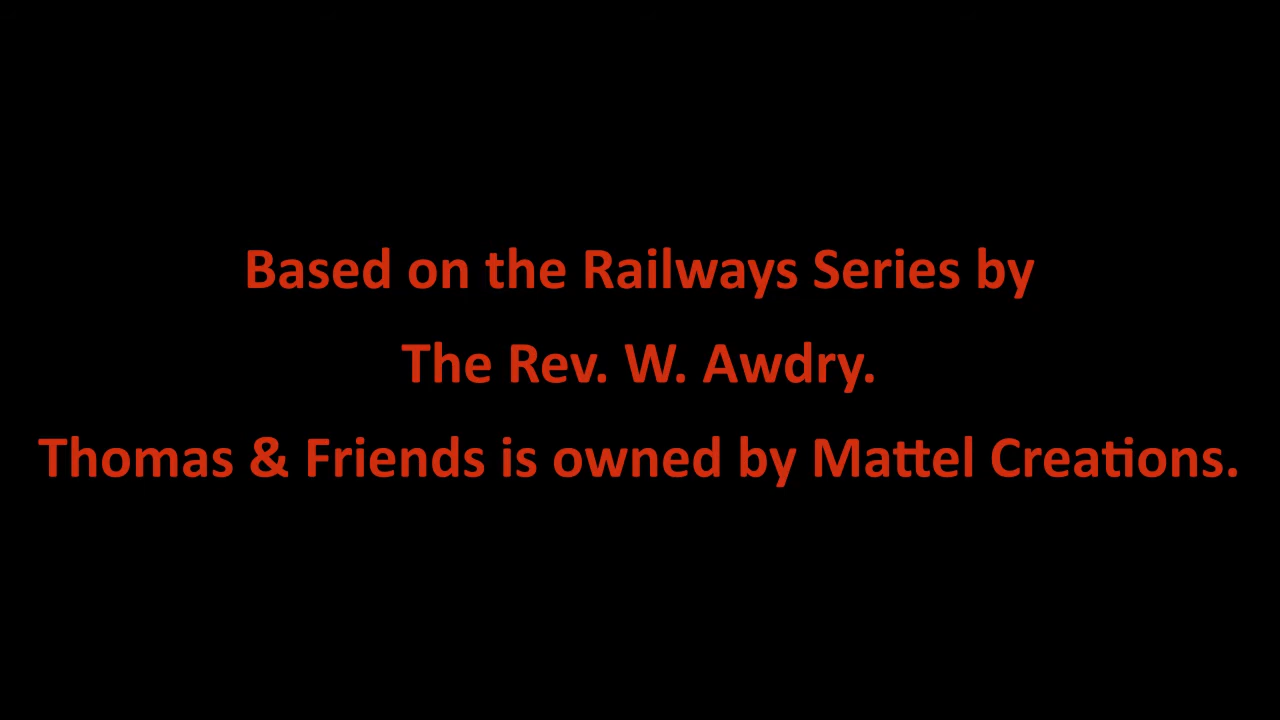 Based on the Railways Series by
The Rev. W. Awdry.
Thomas & Friends is owned by Mattel Creations.